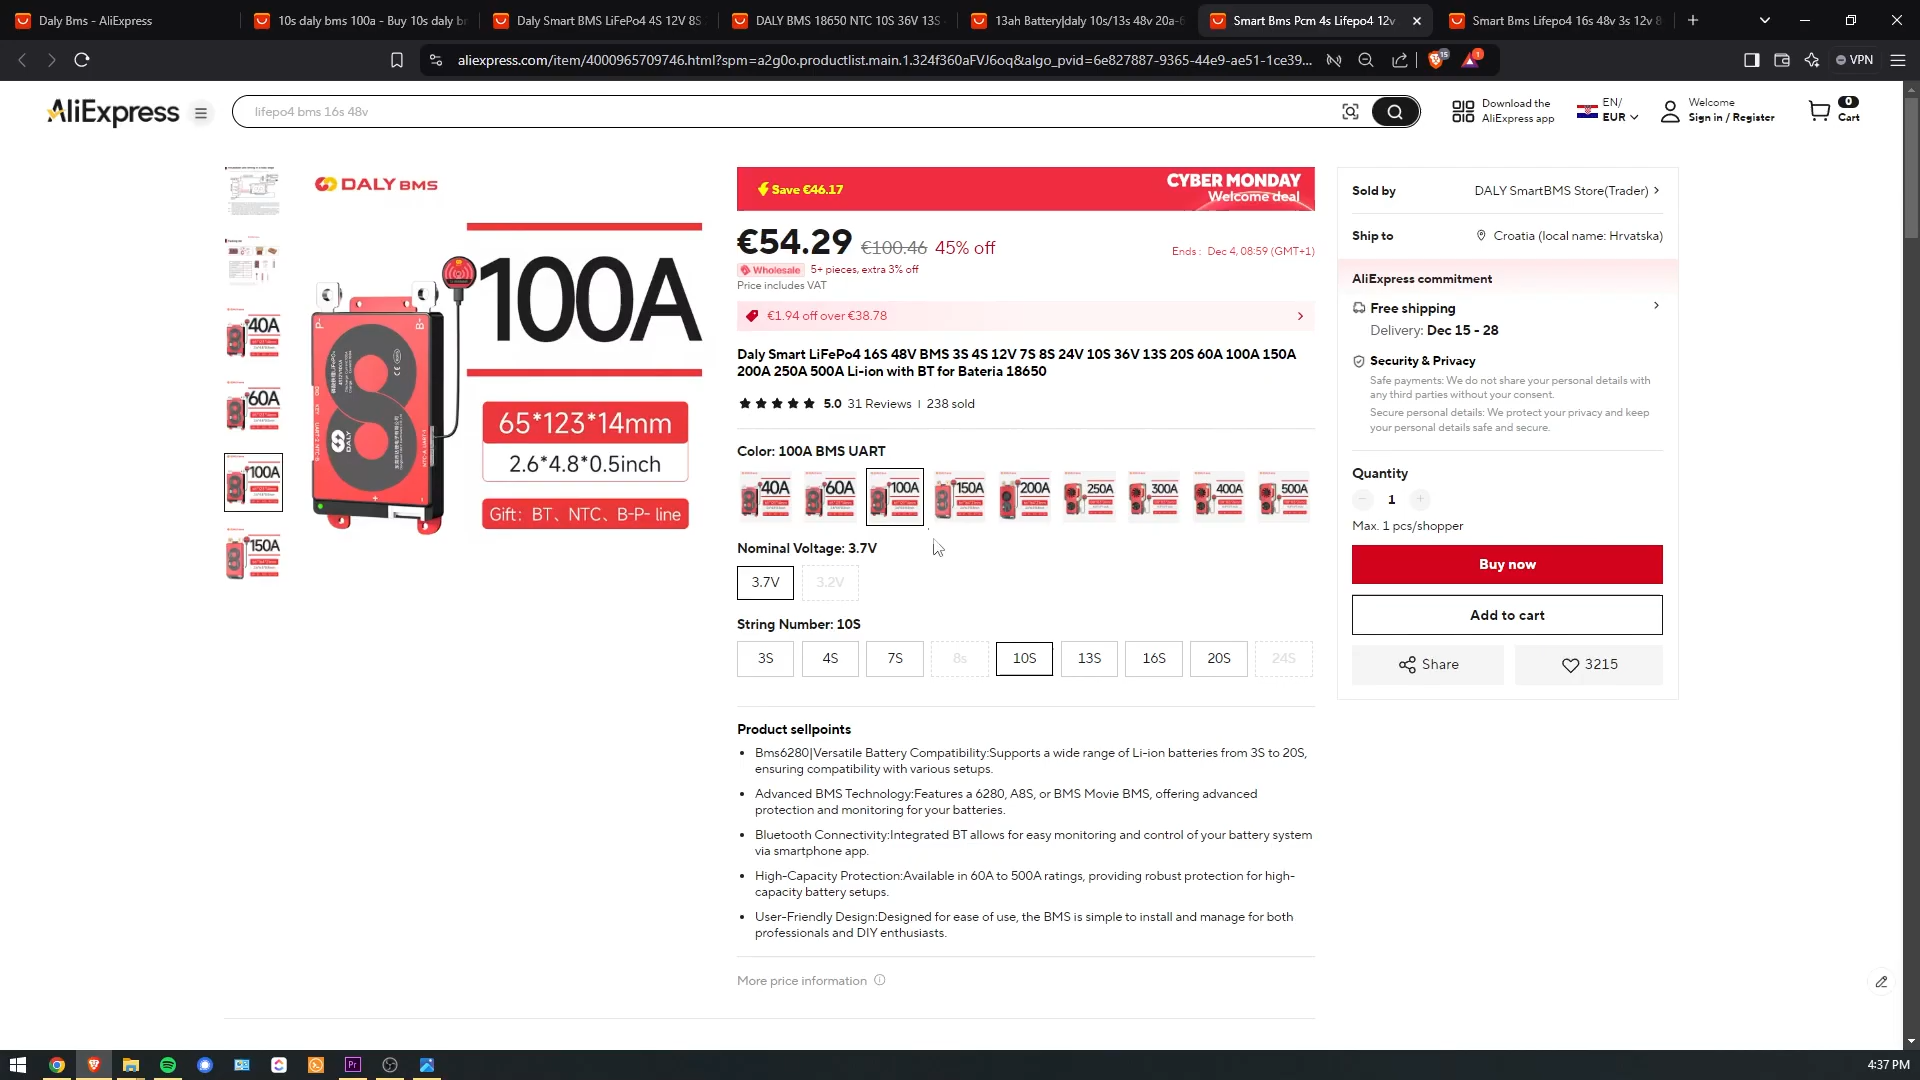 Daly Bms - AliExpress
10s daly bms 100a - Buy 10s daly b
Daly Smart BMS LiFePo4 4S 12V 8S
DALY BMS 18650 NTC 10S 36V 13S
13ah Battery|daly 10s/13s 48v 20a-6
Smart Bms Pcm 4s Lifepo4 12v
Smart Bms Lifepo4 16s 48v 3s 12v 8
aliexpress.com/item/4000965709746.html?spm=a2g0o.productlist.main.1.324f360aFVJ6oq&algo_pvid=6e827887-9365-44e9-ae51-1ce39...
15
1
VPN
AliExpress
lifepo4 bms 16s 48v
Download the
AliExpress app
EN/
EUR
Welcome
Sign in / Register
0
Cart
DALY BMS
100A
65*123*14mm
2.6*4.8*0.5inch
Gift: BT、NTC、B-P- line
P-
B-
DALY
40A
60A
100A
150A
Save €46.17
CYBER MONDAY
Welcome deal
€54.29 €100.46 45% off
Ends : Dec 4, 08:59 (GMT+1)
Wholesale 5+ pieces, extra 3% off
Price includes VAT
€1.94 off over €38.78
Daly Smart LiFePo4 16S 48V BMS 3S 4S 12V 7S 8S 24V 10S 36V 13S 20S 60A 100A 150A
200A 250A 500A Li-ion with BT for Bateria 18650
5.0 31 Reviews | 238 sold
Color: 100A BMS UART
40A 60A 100A 150A 200A 250A 300A 400A 500A
Nominal Voltage: 3.7V
3.7V 3.2V
String Number: 10S
3S 4S 7S 8s 10S 13S 16S 20S 24S
Product sellpoints
• Bms6280|Versatile Battery Compatibility:Supports a wide range of Li-ion batteries from 3S to 20S,
ensuring compatibility with various setups.
• Advanced BMS Technology:Features a 6280, A8S, or BMS Movie BMS, offering advanced
protection and monitoring for your batteries.
• Bluetooth Connectivity:Integrated BT allows for easy monitoring and control of your battery system
via smartphone app.
• High-Capacity Protection:Available in 60A to 500A ratings, providing robust protection for high-
capacity battery setups.
• User-Friendly Design:Designed for ease of use, the BMS is simple to install and manage for both
professionals and DIY enthusiasts.
More price information
Sold by DALY SmartBMS Store(Trader)
Ship to Croatia (local name: Hrvatska)
AliExpress commitment
Free shipping
Delivery: Dec 15 - 28
Security & Privacy
Safe payments: We do not share your personal details with
any third parties without your consent.
Secure personal details: We protect your privacy and keep
your personal details safe and secure.
Quantity
1
Max. 1 pcs/shopper
Buy now
Add to cart
Share
3215
Pr
4:37 PM